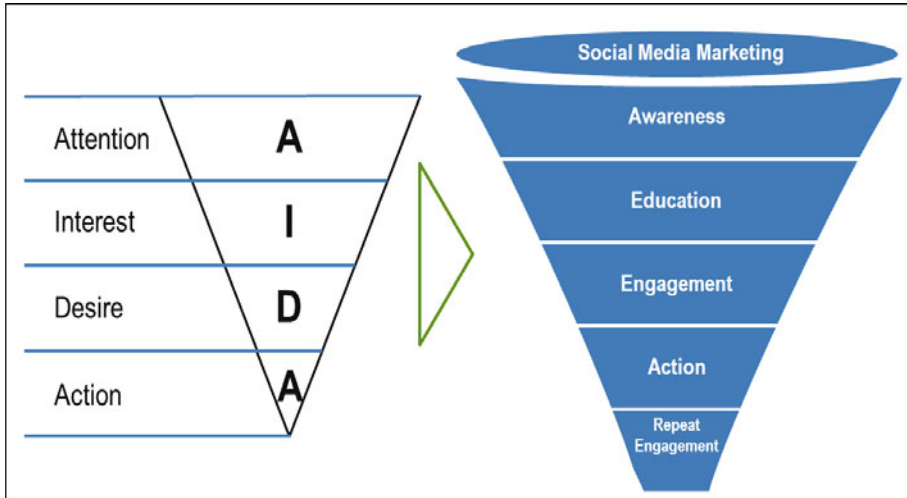 Attention
A
Interest
I
Desire
D
Action
A
Social Media Marketing
Awareness
Education
Engagement
Action
Repeat
Engagement